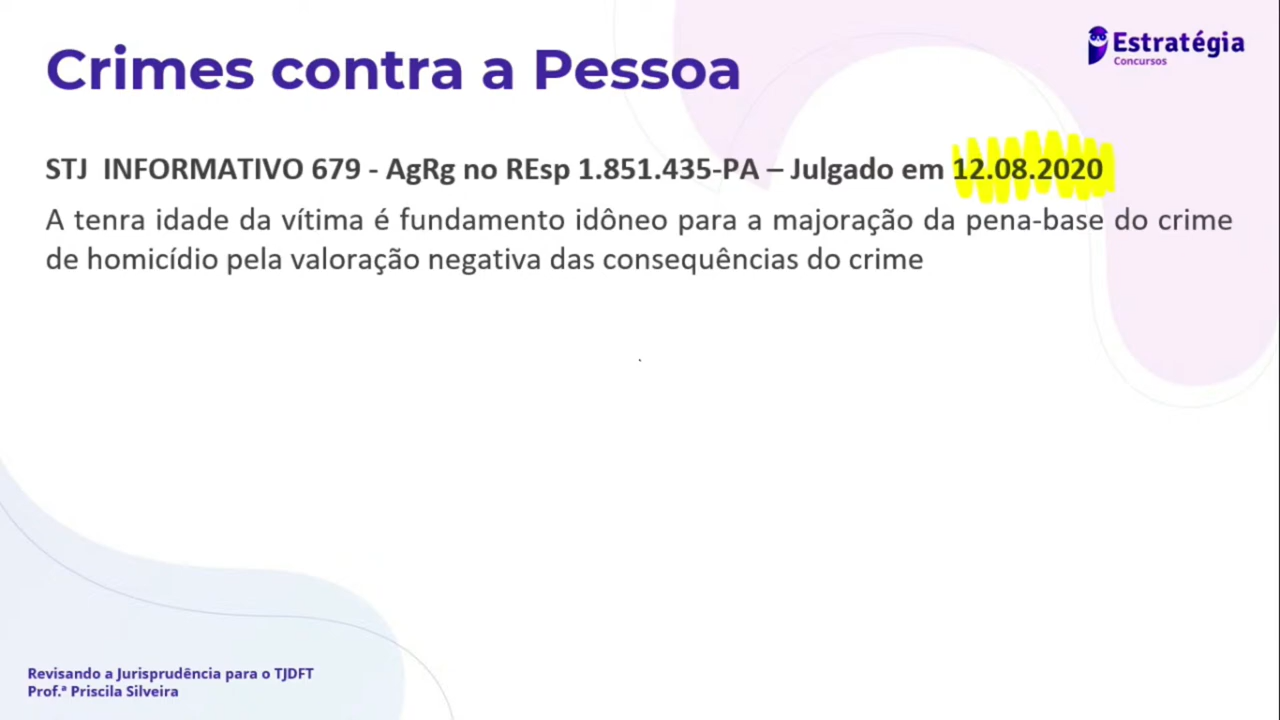 Crimes contra a Pessoa
Estratégia
Concursos
STJ INFORMATIVO 679 - AgRg no REsp 1.851.435-PA – Julgado em 12.08.2020
A tenra idade da vítima é fundamento idôneo para a majoração da pena-base do crime
de homicídio pela valoração negativa das consequências do crime
Revisando a Jurisprudência para o TJDFT
Prof.ª Priscila Silveira